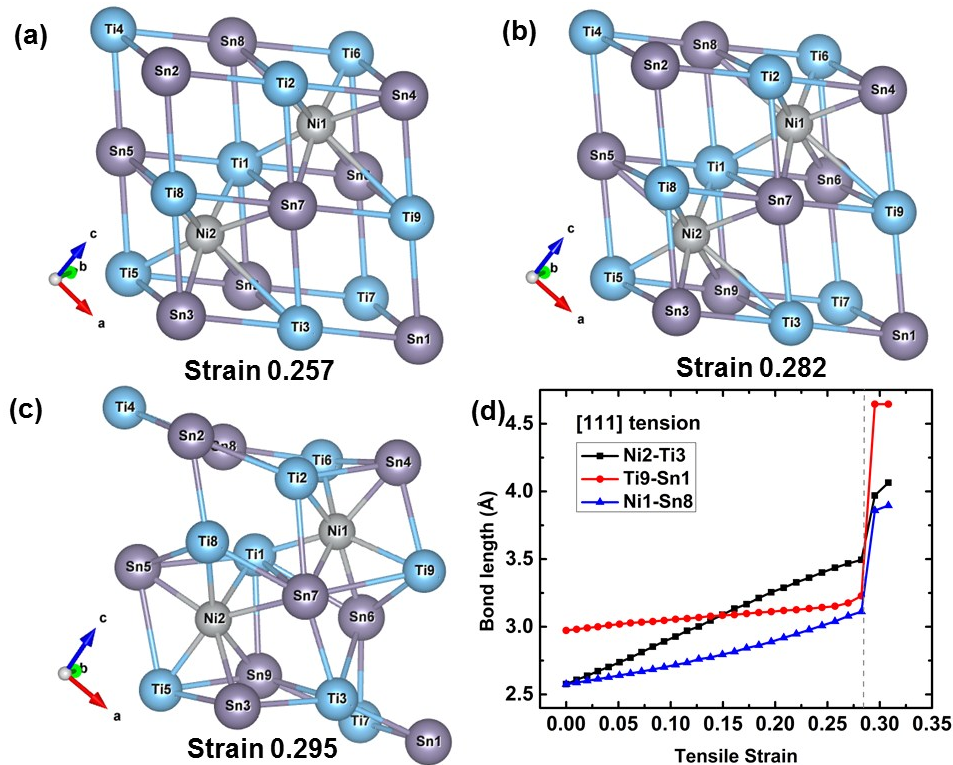 (a)
Ti4
Sn8
Ti6
Sn2
Ti2
Sn4
Ni1
Sn5
Ti1
Ti8
Sn7
Ti9
Ni2
Ti5
Ti7
Sn3
Ti3
Sn1
c
b
a
Strain 0.257
(b)
Ti4
Sn8
Ti6
Sn2
Ti2
Sn4
Ni1
Sn5
Ti1
Sn6
Ti8
Sn7
Ti9
Ni2
Ti5
Sn9
Ti7
Sn3
Ti3
Sn1
c
b
a
Strain 0.282
(c)
Ti4
Sn2
Sn8
Ti6
Sn4
Ti2
Ni1
Ti8
Ti1
Sn5
Ti9
Sn7
Ni2
Sn6
Sn9
Ti5
Sn3
Ti3
Ti7
Sn1
c
b
a
Strain 0.295
(d)
[111] tension
Ni2-Ti3
Ti9-Sn1
Ni1-Sn8
Bond length (Å)
4.5
4.0
3.5
3.0
2.5
0.00 0.05 0.10 0.15 0.20 0.25 0.30 0.35
Tensile Strain